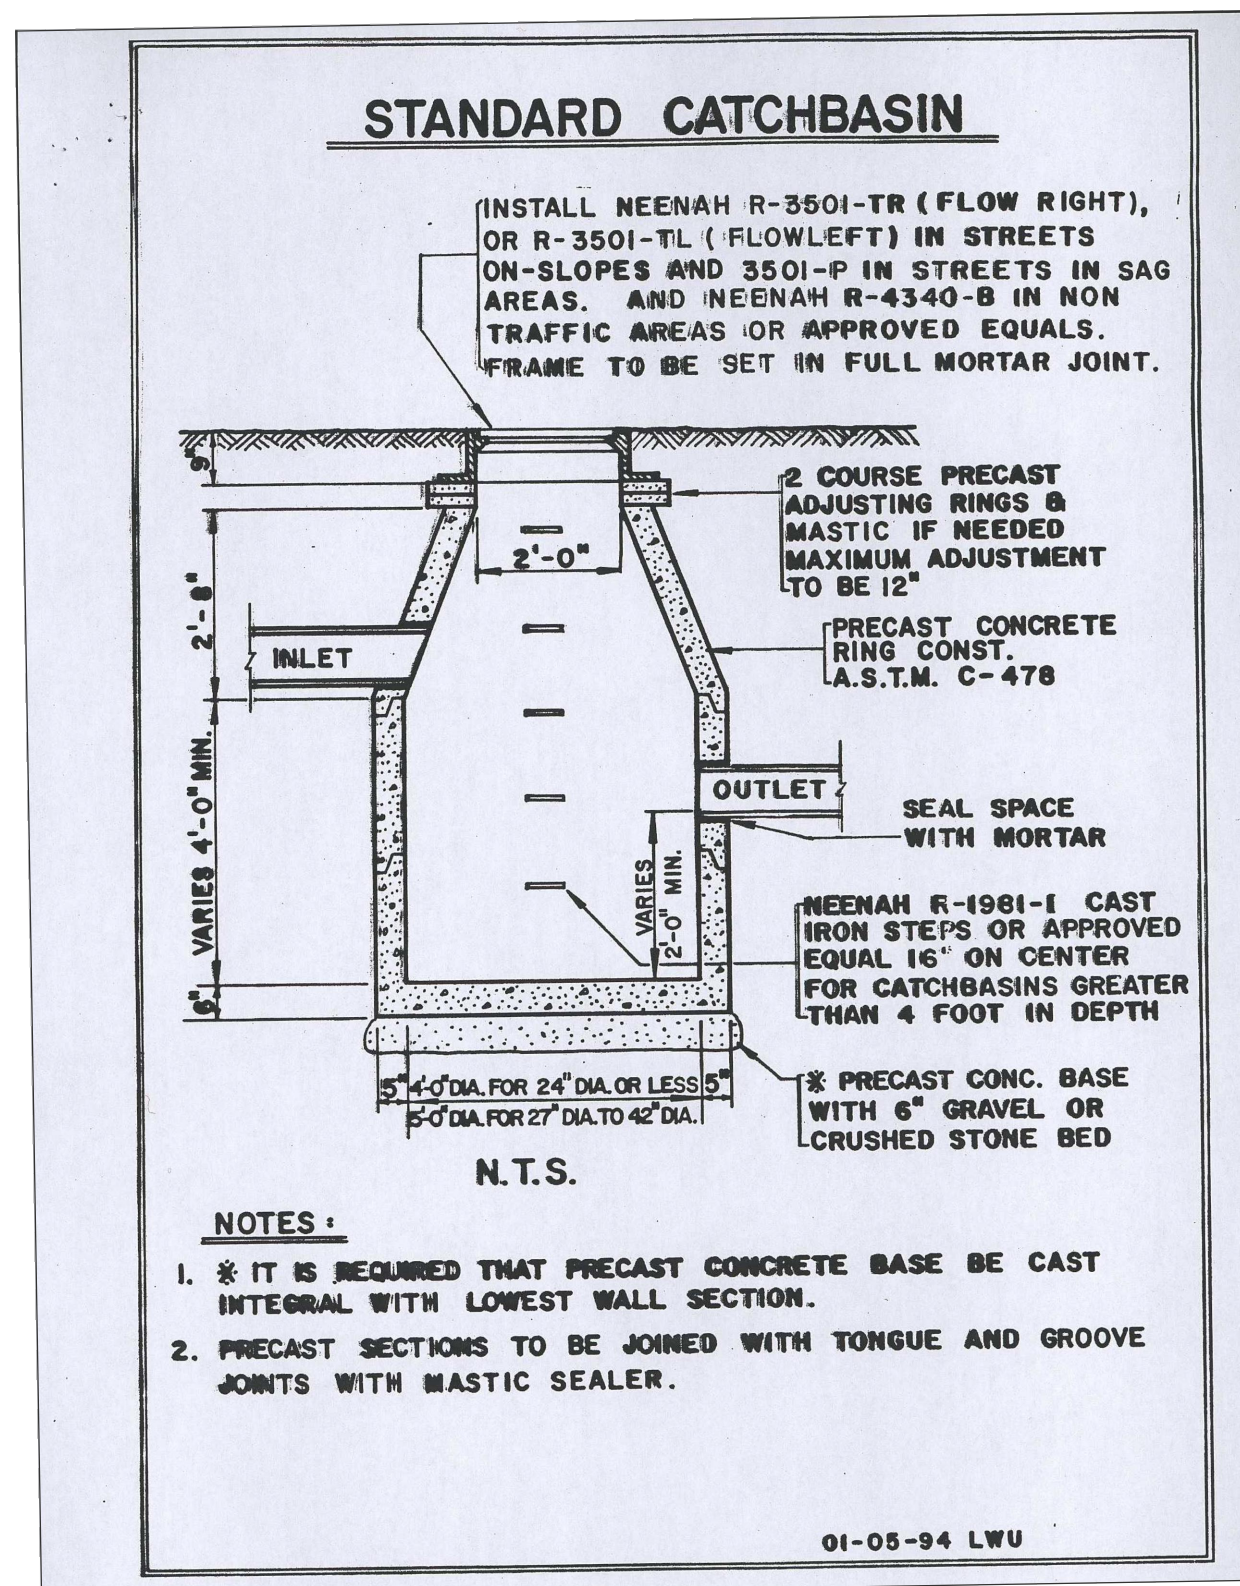 STANDARD CATCHBASIN
INSTALL NEENAH R-3501-TR (FLOW RIGHT),
OR R-3501-TL (FLOWLEFT) IN STREETS
ON-SLOPES AND 3501-P IN STREETS IN SAG
AREAS. AND NEENAH R-4340-B IN NON
TRAFFIC AREAS OR APPROVED EQUALS.
FRAME TO BE SET IN FULL MORTAR JOINT.
9"
2 COURSE PRECAST
ADJUSTING RINGS &
MASTIC IF NEEDED
MAXIMUM ADJUSTMENT
TO BE 12"
2'-0"
2'-8"
INLET
PRECAST CONCRETE
RING CONST.
A.S.T.M. C-478
VARIES 4'-0" MIN.
OUTLET
SEAL SPACE
WITH MORTAR
VARIES
2'-0" MIN.
NEENAH R-1981-I CAST
IRON STEPS OR APPROVED
EQUAL 16" ON CENTER
FOR CATCHBASINS GREATER
THAN 4 FOOT IN DEPTH
6"
5" 4'-0" DIA. FOR 24" DIA. OR LESS 5"
5'-0" DIA. FOR 27" DIA. TO 42" DIA.
* PRECAST CONC. BASE
WITH 6" GRAVEL OR
CRUSHED STONE BED
N.T.S.
NOTES:
1. * IT IS REQUIRED THAT PRECAST CONCRETE BASE BE CAST
INTEGRAL WITH LOWEST WALL SECTION.
2. PRECAST SECTIONS TO BE JOINED WITH TONGUE AND GROOVE
JOINTS WITH MASTIC SEALER.
01-05-94 LWU